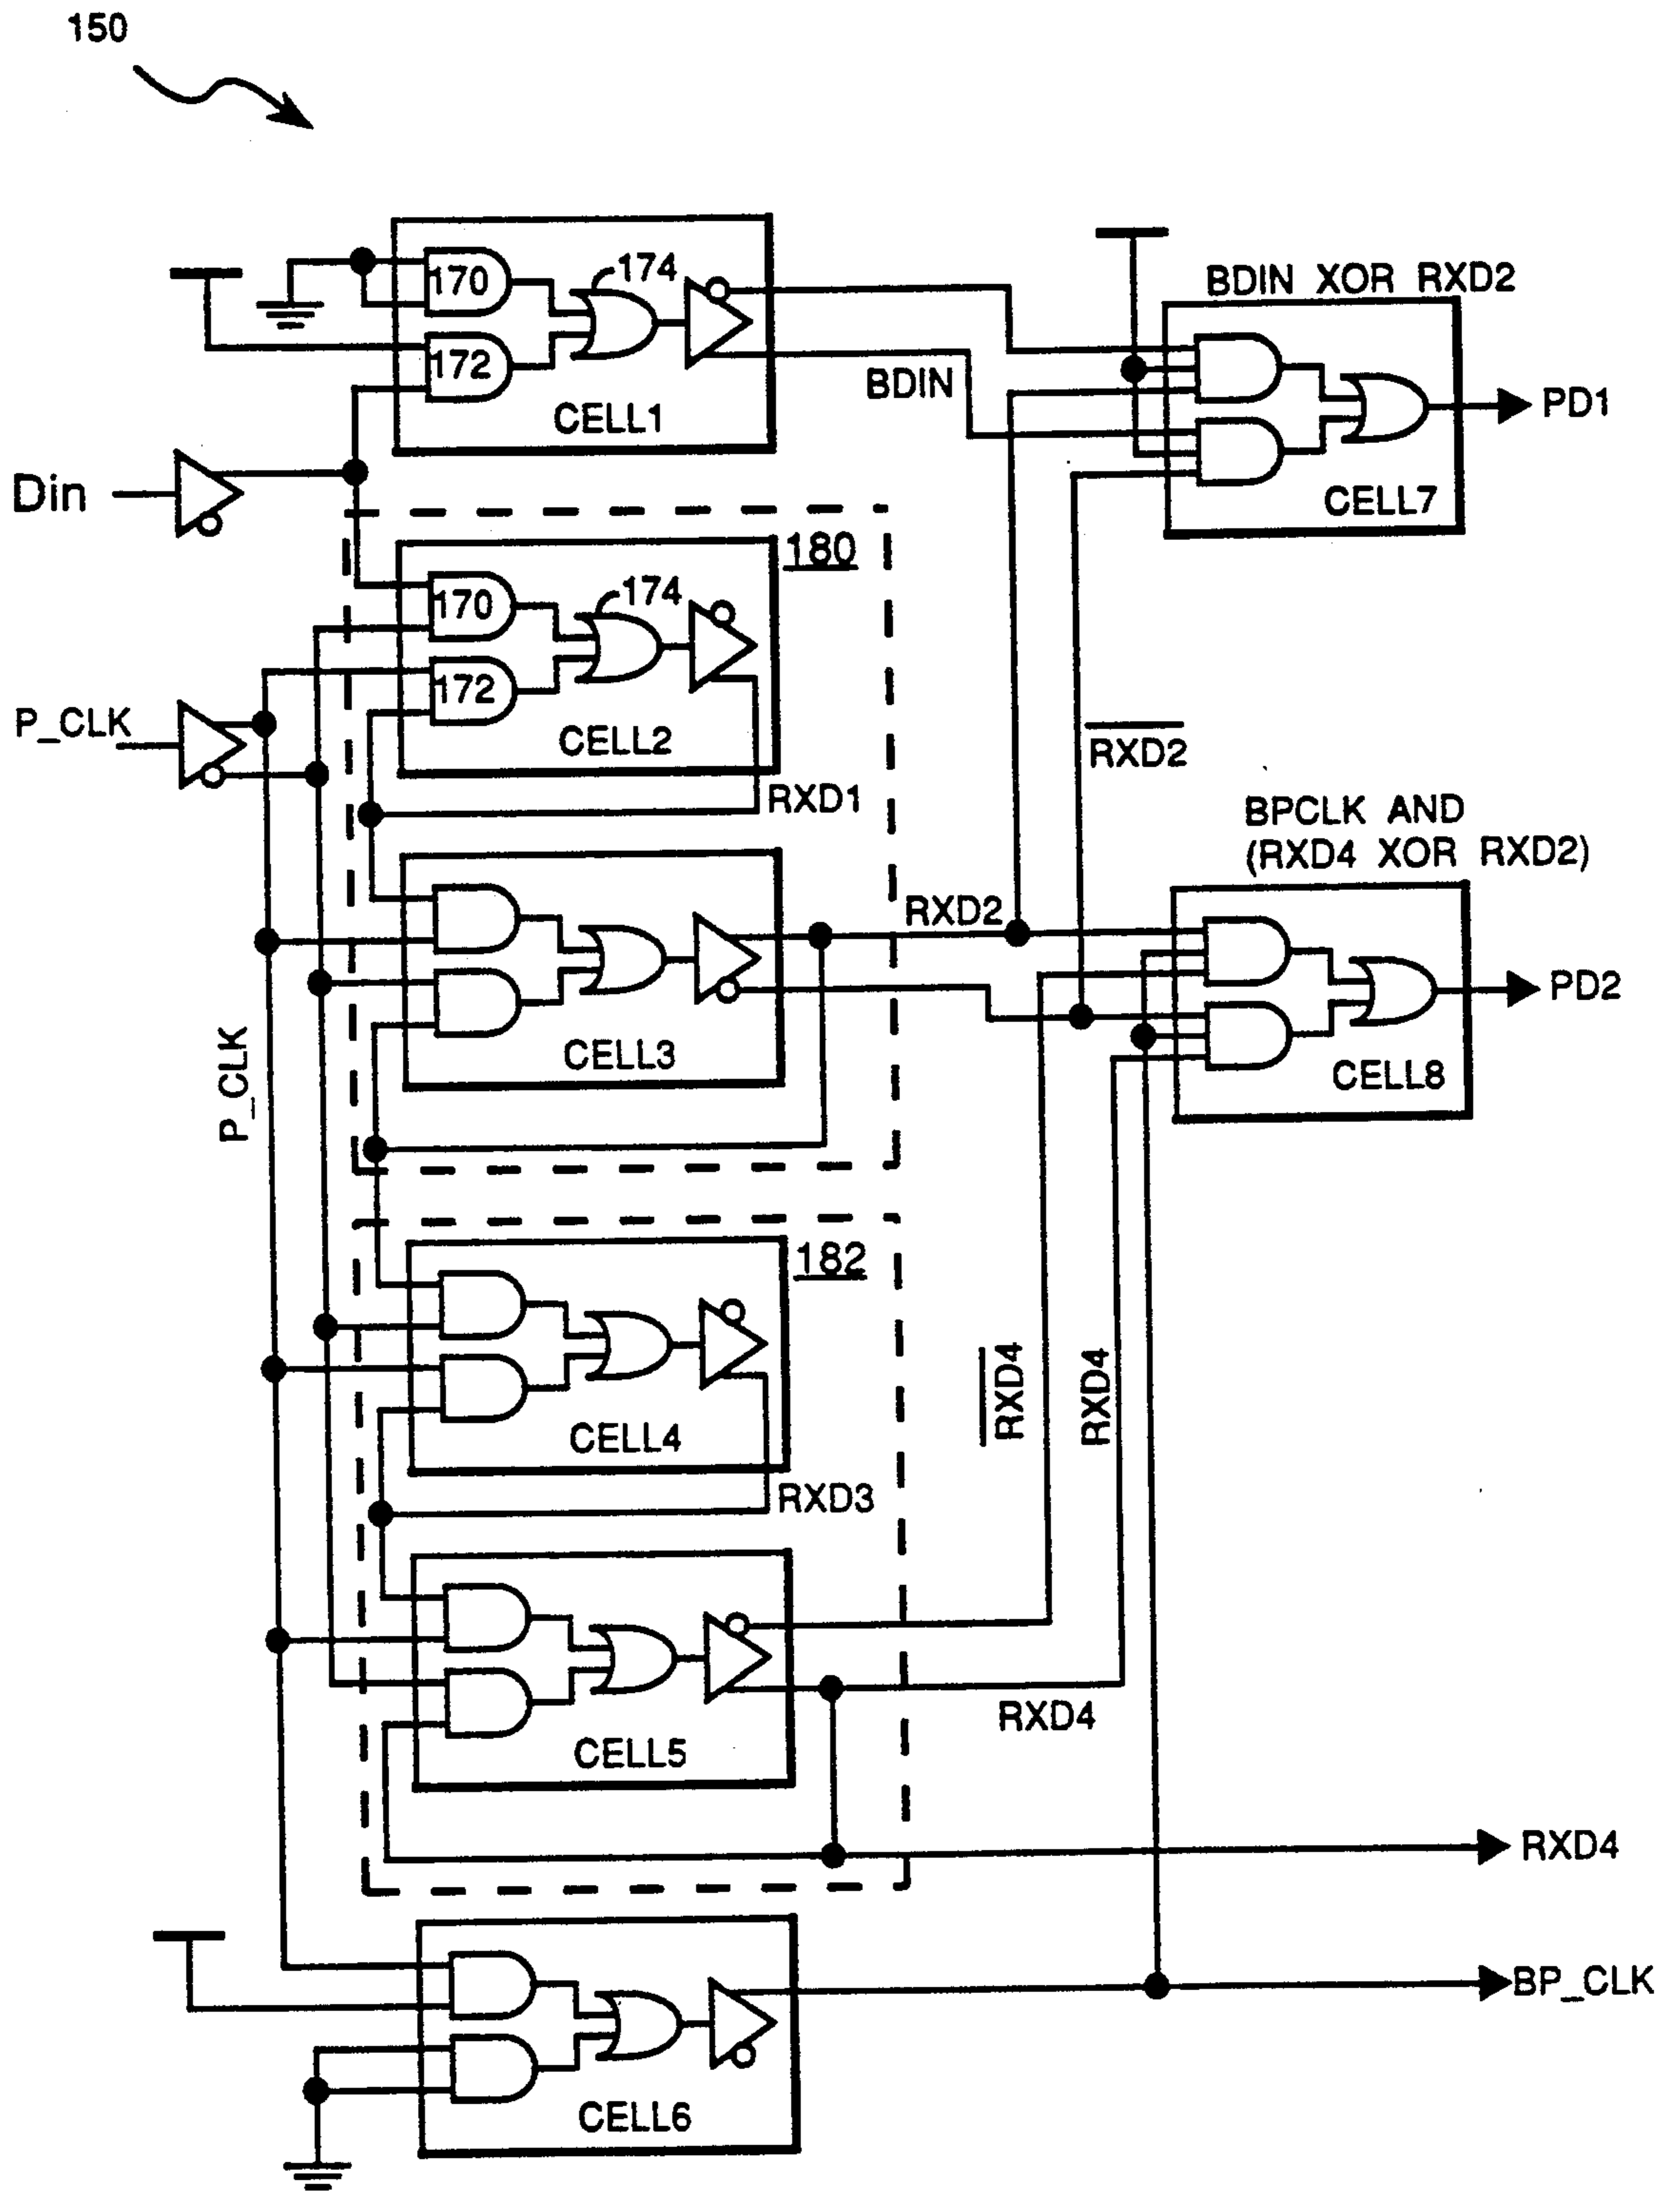 150
174
170
172
CELL1
BDIN
BDIN XOR RXD2
PD1
CELL7
Din
180
174
170
172
CELL2
P_CLK
RXD1
RXD2
BPCLK AND
(RXD4 XOR RXD2)
RXD2
PD2
CELL3
CELL8
P_CLK
182
CELL4
RXD4
RXD4
RXD3
RXD4
CELL5
RXD4
BP_CLK
CELL6